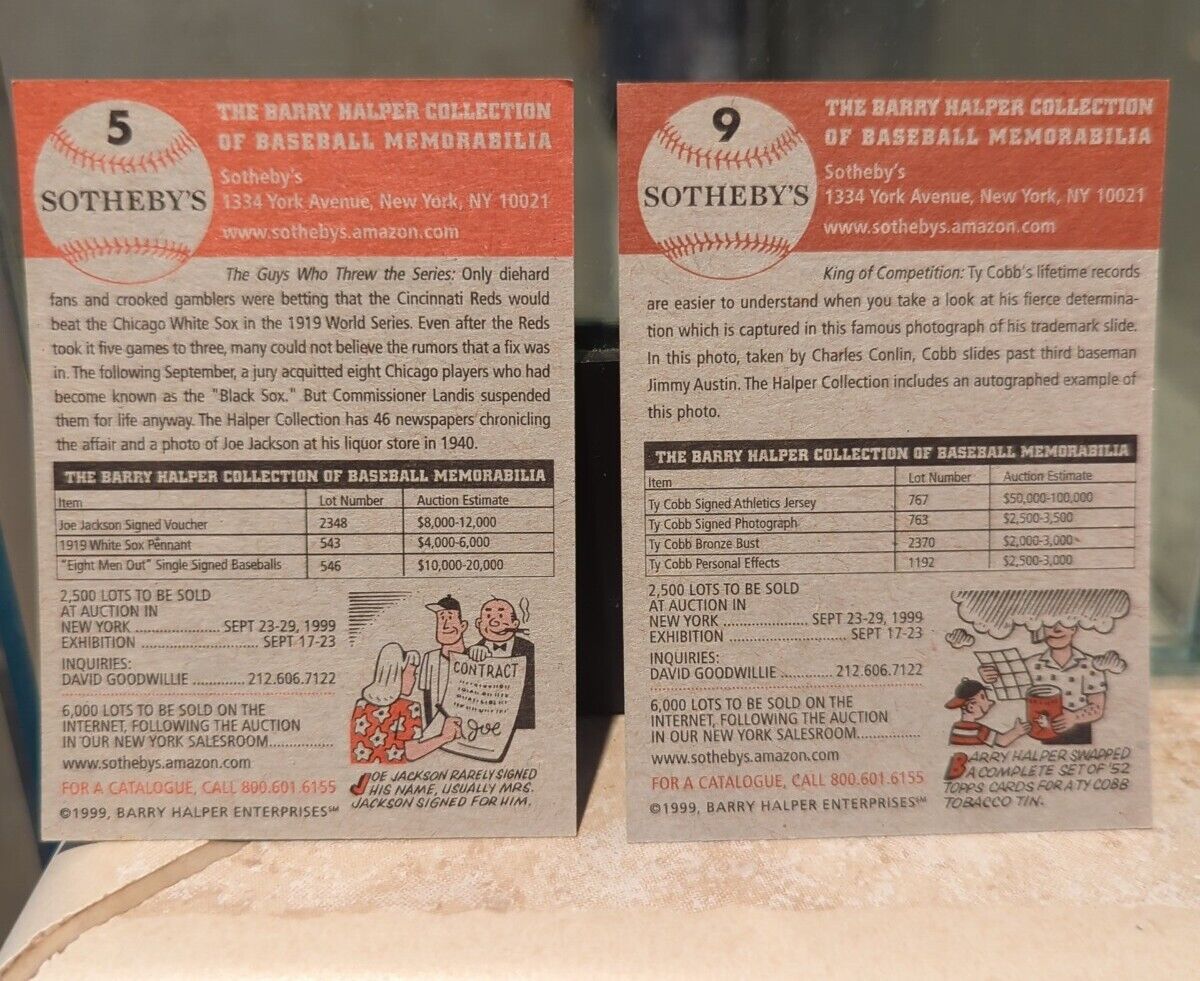 5
SOTHEBY'S
THE BARRY HALPER COLLECTION
OF BASEBALL MEMORABILIA
Sotheby's
1334 York Avenue, New York, NY 10021
www.sothebys.amazon.com
The Guys Who Threw the Series: Only diehard
fans and crooked gamblers were betting that the Cincinnati Reds would
beat the Chicago White Sox in the 1919 World Series. Even after the Reds
took it five games to three, many could not believe the rumors that a fix was
in. The following September, a jury acquitted eight Chicago players who had
become known as the "Black Sox." But Commissioner Landis suspended
them for life anyway. The Halper Collection has 46 newspapers chronicling
the affair and a photo of Joe Jackson at his liquor store in 1940.
THE BARRY HALPER COLLECTION OF BASEBALL MEMORABILIA
Item Lot Number Auction Estimate
Joe Jackson Signed Voucher 2348 $8,000-12,000
1919 White Sox Pennant 543 $4,000-6,000
"Eight Men Out" Single Signed Baseballs 546 $10,000-20,000
2,500 LOTS TO BE SOLD
AT AUCTION IN
NEW YORK .................... SEPT 23-29, 1999
EXHIBITION ............................ SEPT 17-23
INQUIRIES:
DAVID GOODWILLIE ............ 212.606.7122
6,000 LOTS TO BE SOLD ON THE
INTERNET, FOLLOWING THE AUCTION
IN OUR NEW YORK SALESROOM...............
www.sothebys.amazon.com
FOR A CATALOGUE, CALL 800.601.6155
©1999, BARRY HALPER ENTERPRISES℠
CONTRACT
Joe
JOE JACKSON RARELY SIGNED
HIS NAME, USUALLY MRS.
JACKSON SIGNED FOR HIM.
9
SOTHEBY'S
THE BARRY HALPER COLLECTION
OF BASEBALL MEMORABILIA
Sotheby's
1334 York Avenue, New York, NY 10021
www.sothebys.amazon.com
King of Competition: Ty Cobb's lifetime records
are easier to understand when you take a look at his fierce determina-
tion which is captured in this famous photograph of his trademark slide.
In this photo, taken by Charles Conlin, Cobb slides past third baseman
Jimmy Austin. The Halper Collection includes an autographed example of
this photo.
THE BARRY HALPER COLLECTION OF BASEBALL MEMORABILIA
Item Lot Number Auction Estimate
Ty Cobb Signed Athletics Jersey 767 $50,000-100,000
Ty Cobb Signed Photograph 763 $2,500-3,500
Ty Cobb Bronze Bust 2370 $2,000-3,000
Ty Cobb Personal Effects 1192 $2,500-3,000
2,500 LOTS TO BE SOLD
AT AUCTION IN
NEW YORK .................... SEPT 23-29, 1999
EXHIBITION ............................ SEPT 17-23
INQUIRIES:
DAVID GOODWILLIE ............ 212.606.7122
6,000 LOTS TO BE SOLD ON THE
INTERNET, FOLLOWING THE AUCTION
IN OUR NEW YORK SALESROOM...............
www.sothebys.amazon.com
FOR A CATALOGUE, CALL 800.601.6155
©1999, BARRY HALPER ENTERPRISES℠
BARRY HALPER SWAPPED
A COMPLETE SET OF '52
TOPPS CARDS FOR A TY COBB
TOBACCO TIN.